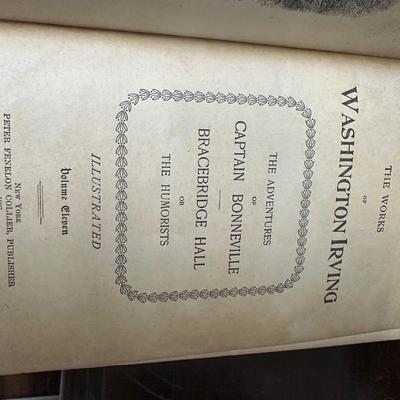 THE WORKS
OF
WASHINGTON IRVING
THE ADVENTURES
OF
CAPTAIN BONNEVILLE
BRACEBRIDGE HALL
OR
THE HUMORISTS
ILLUSTRATED
Volume Eleven
NEW YORK
PETER FENELON COLLIER, PUBLISHER